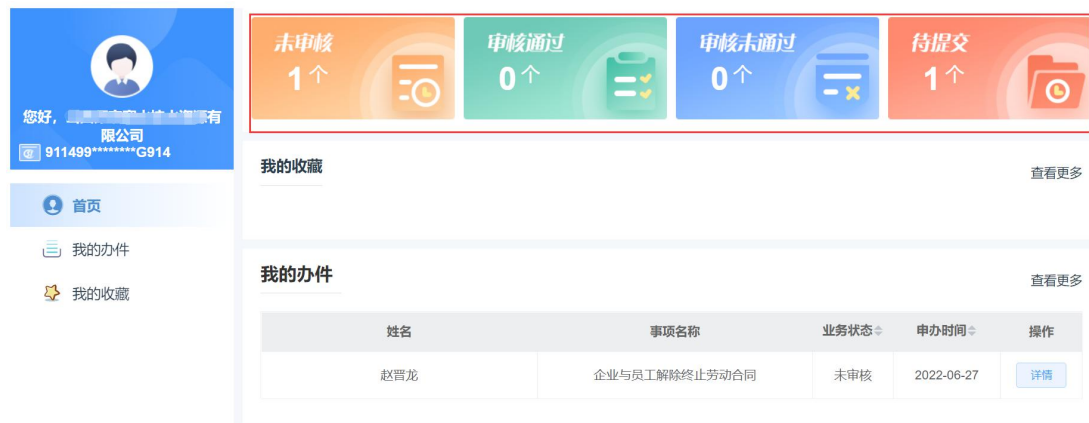 未审核
1个
审核通过
0个
审核未通过
0个
待提交
1个
您好,
有
限公司
911499********G914
首页
我的办件
我的收藏
我的收藏
查看更多
我的办件
查看更多
姓名 事项名称 业务状态 申办时间 操作
赵晋龙 企业与员工解除终止劳动合同 未审核 2022-06-27 详情